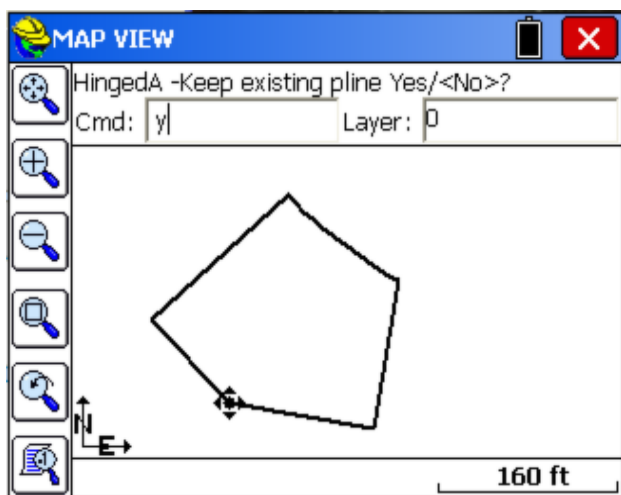 MAP VIEW
HingedA -Keep existing pline Yes/<No>?
Cmd: y Layer: 0
N
E
160 ft